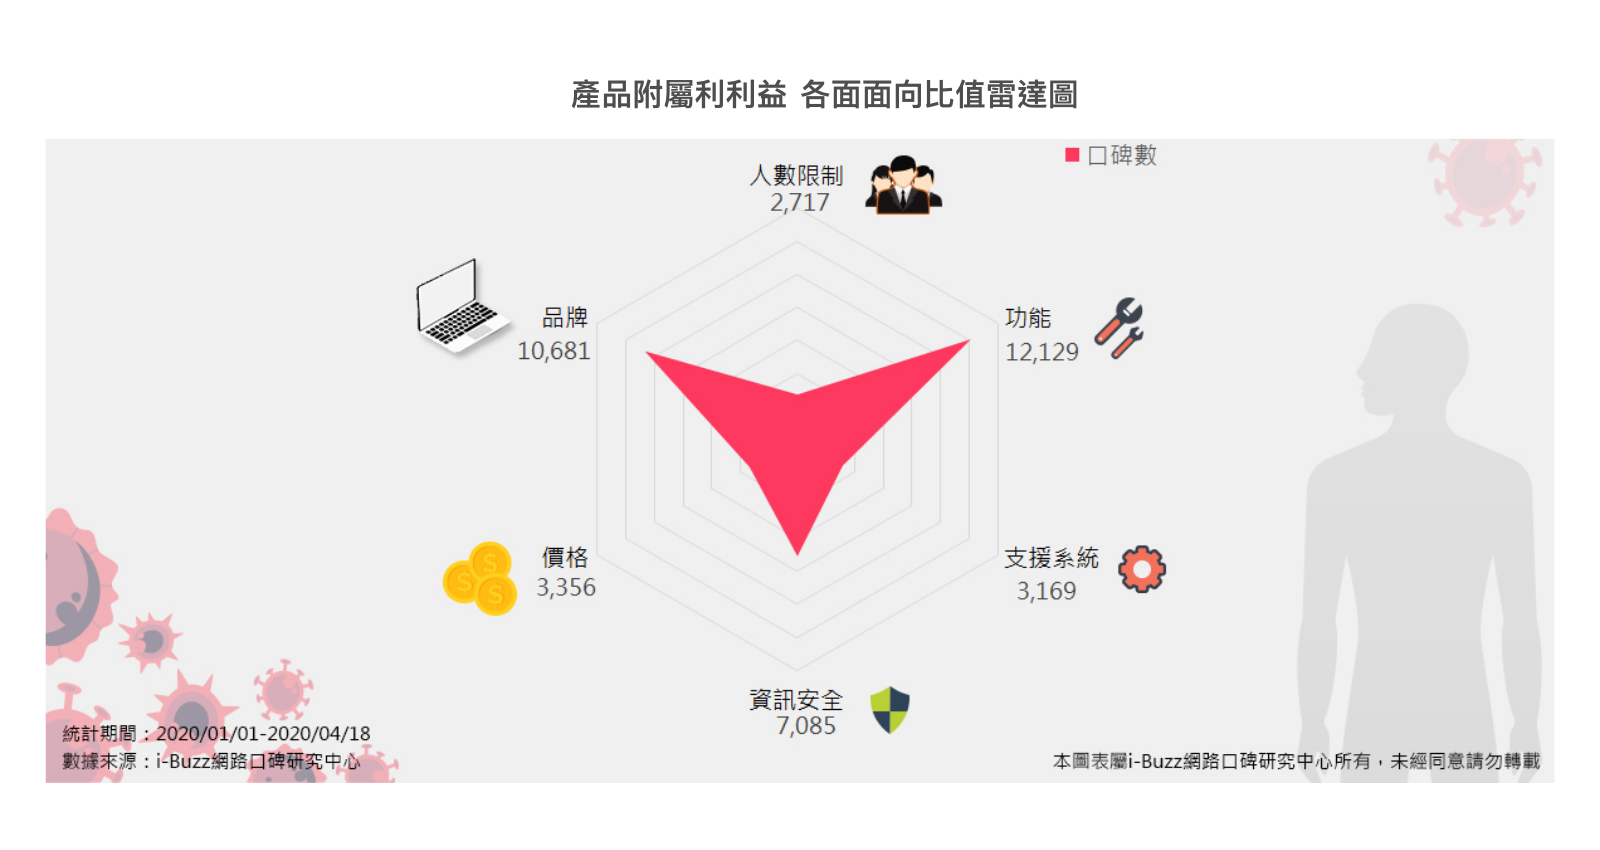 產品附屬利利益 各面面向比值雷達圖
口碑數
人數限制
2,717
品牌
10,681
功能
12,129
價格
3,356
支援系統
3,169
資訊安全
7,085
統計期間：2020/01/01-2020/04/18
數據來源：i-Buzz網路口碑研究中心
本圖表屬i-Buzz網路口碑研究中心所有，未經同意請勿轉載